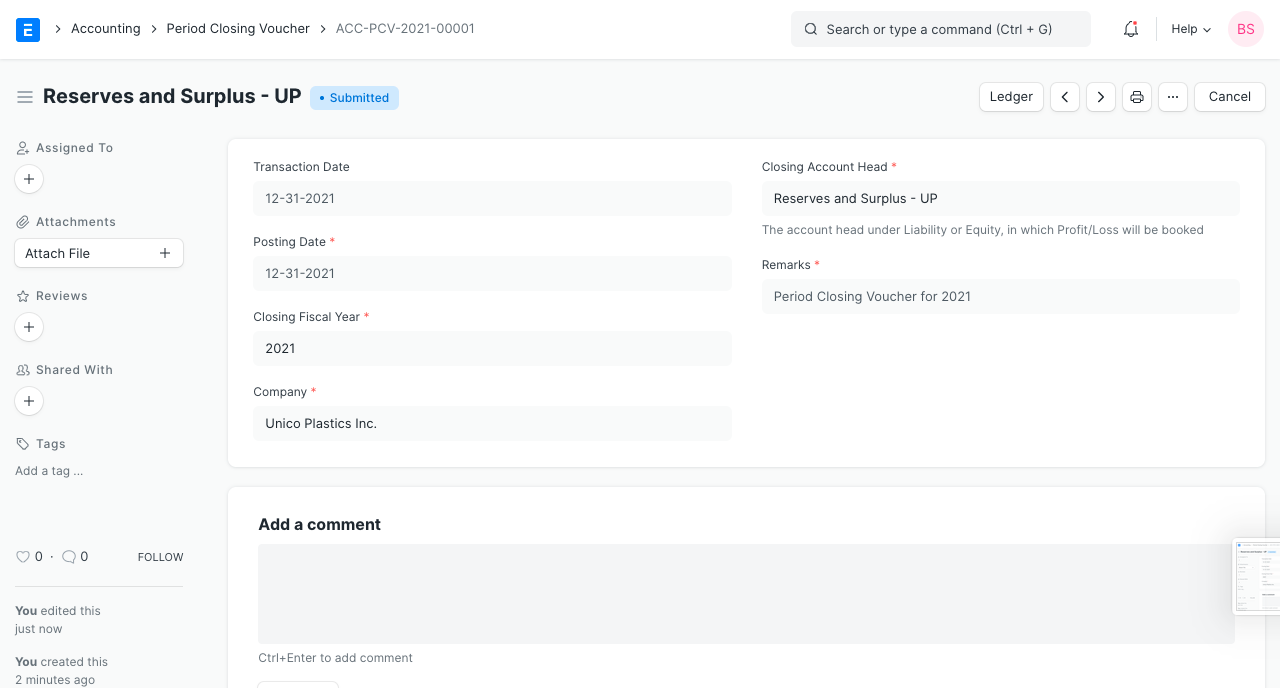 Accounting
Period Closing Voucher
ACC-PCV-2021-00001
Search or type a command (Ctrl + G)
Help
BS
Reserves and Surplus - UP
• Submitted
Ledger
Cancel
Assigned To
Attachments
Attach File
Reviews
Shared With
Tags
Add a tag ...
0 · 0
FOLLOW
You edited this
just now
You created this
2 minutes ago
Transaction Date
12-31-2021
Posting Date *
12-31-2021
Closing Fiscal Year *
2021
Company *
Unico Plastics Inc.
Closing Account Head *
Reserves and Surplus - UP
The account head under Liability or Equity, in which Profit/Loss will be booked
Remarks *
Period Closing Voucher for 2021
Add a comment
Ctrl+Enter to add comment